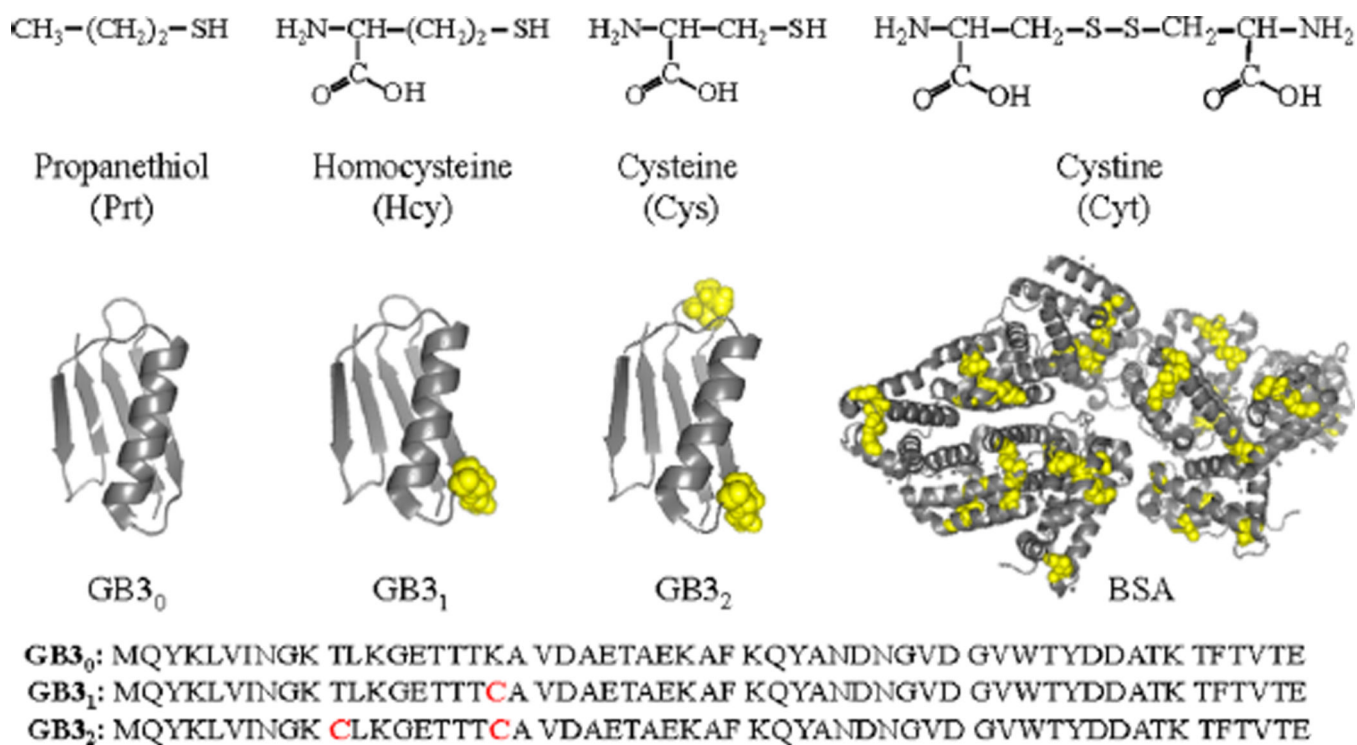 CH₃-(CH₂)₂-SH H₂N-CH-(CH₂)₂-SH H₂N-CH-CH₂-SH H₂N-CH-CH₂-S-S-CH₂-CH-NH₂
O C OH O C OH O C OH O C OH
Propanethiol Homocysteine Cysteine Cystine
(Prt) (Hcy) (Cys) (Cyt)
GB3₀ GB3₁ GB3₂ BSA
GB3₀: MQYKLVINGK TLKGETTTKA VDAETAEKAF KQYANDNGVD GVWTYDDATK TFTVTE
GB3₁: MQYKLVINGK TLKGETTTCA VDAETAEKAF KQYANDNGVD GVWTYDDATK TFTVTE
GB3₂: MQYKLVINGK CLKGETTTCA VDAETAEKAF KQYANDNGVD GVWTYDDATK TFTVTE